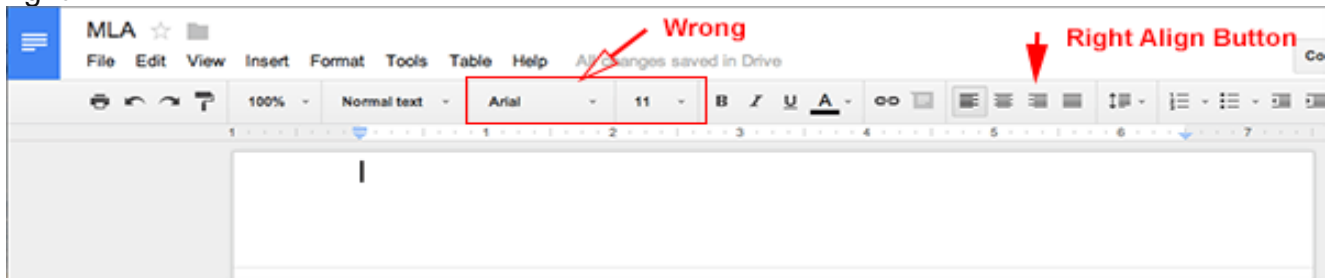 MLA
Wrong
Right Align Button
File Edit View Insert Format Tools Table Help All changes saved in Drive
100% Normal text Arial 11 B I U A
1 1 2 3 4 5 6 7